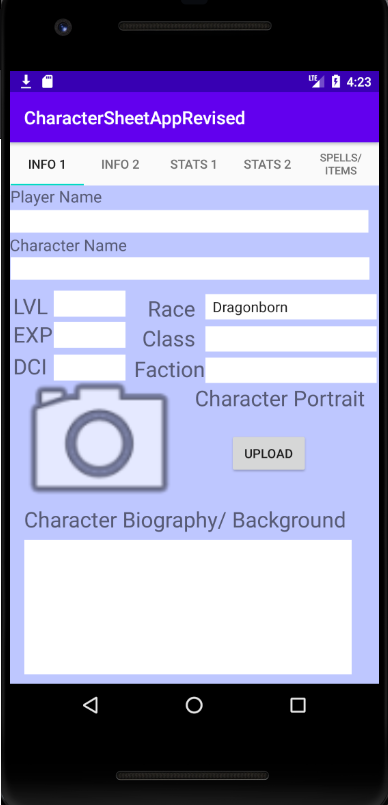 LTE 4:23
CharacterSheetAppRevised
INFO 1 INFO 2 STATS 1 STATS 2 SPELLS/
ITEMS
Player Name
Character Name
LVL Race Dragonborn
EXP Class
DCI Faction
Character Portrait
UPLOAD
Character Biography/ Background